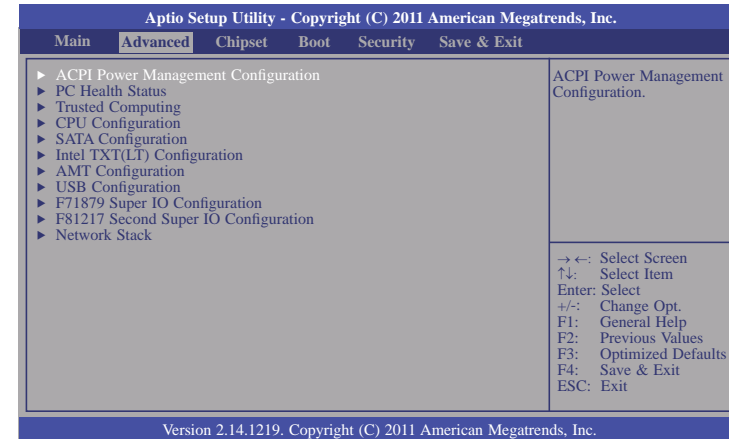 Aptio Setup Utility - Copyright (C) 2011 American Megatrends, Inc.
Main Advanced Chipset Boot Security Save & Exit
► ACPI Power Management Configuration
► PC Health Status
► Trusted Computing
► CPU Configuration
► SATA Configuration
► Intel TXT(LT) Configuration
► AMT Configuration
► USB Configuration
► F71879 Super IO Configuration
► F81217 Second Super IO Configuration
► Network Stack
ACPI Power Management
Configuration.
→←: Select Screen
↑↓: Select Item
Enter: Select
+/-: Change Opt.
F1: General Help
F2: Previous Values
F3: Optimized Defaults
F4: Save & Exit
ESC: Exit
Version 2.14.1219. Copyright (C) 2011 American Megatrends, Inc.